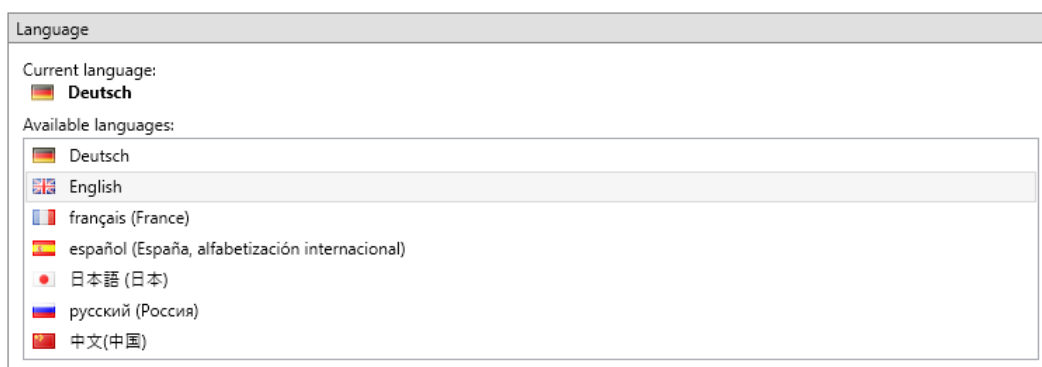 Language
Current language:
Deutsch
Available languages:
Deutsch
English
français (France)
español (España, alfabetización internacional)
日本語 (日本)
русский (Россия)
中文(中国)